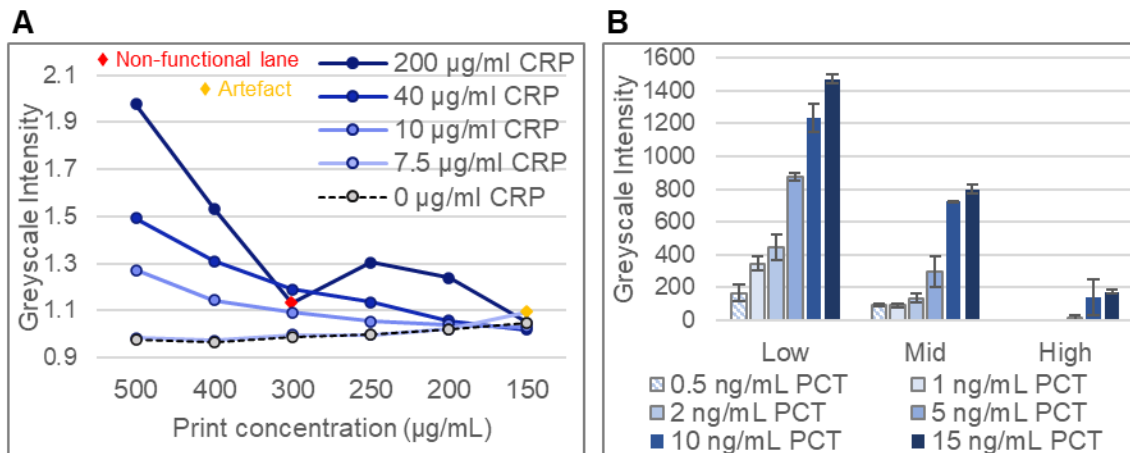 A
♦ Non-functional lane
♦ Artefact
200 µg/ml CRP
40 µg/ml CRP
10 µg/ml CRP
7.5 µg/ml CRP
0 µg/ml CRP
Greyscale Intensity
2.1
1.9
1.7
1.5
1.3
1.1
0.9
500 400 300 250 200 150
Print concentration (µg/mL)
B
Greyscale Intensity
1600
1400
1200
1000
800
600
400
200
0
Low Mid High
0.5 ng/mL PCT 1 ng/mL PCT
2 ng/mL PCT 5 ng/mL PCT
10 ng/mL PCT 15 ng/mL PCT